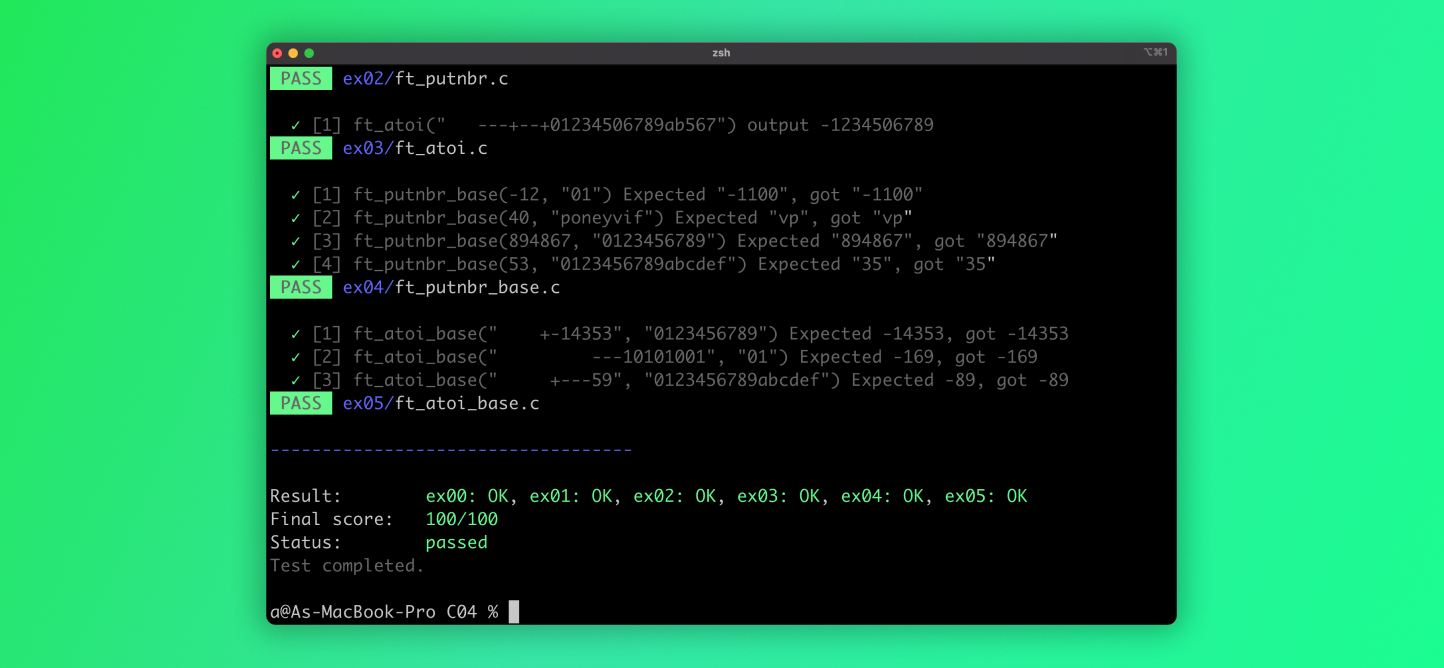 zsh
⌥⌘1
PASS ex02/ft_putnbr.c
✓ [1] ft_atoi("   ---+--+01234506789ab567") output -1234506789
PASS ex03/ft_atoi.c
✓ [1] ft_putnbr_base(-12, "01") Expected "-1100", got "-1100"
✓ [2] ft_putnbr_base(40, "poneyvif") Expected "vp", got "vp"
✓ [3] ft_putnbr_base(894867, "0123456789") Expected "894867", got "894867"
✓ [4] ft_putnbr_base(53, "0123456789abcdef") Expected "35", got "35"
PASS ex04/ft_putnbr_base.c
✓ [1] ft_atoi_base("    +-14353", "0123456789") Expected -14353, got -14353
✓ [2] ft_atoi_base("         ---10101001", "01") Expected -169, got -169
✓ [3] ft_atoi_base("     +---59", "0123456789abcdef") Expected -89, got -89
PASS ex05/ft_atoi_base.c
-----------------------------------
Result:        ex00: OK, ex01: OK, ex02: OK, ex03: OK, ex04: OK, ex05: OK
Final score:   100/100
Status:        passed
Test completed.
a@As-MacBook-Pro C04 %